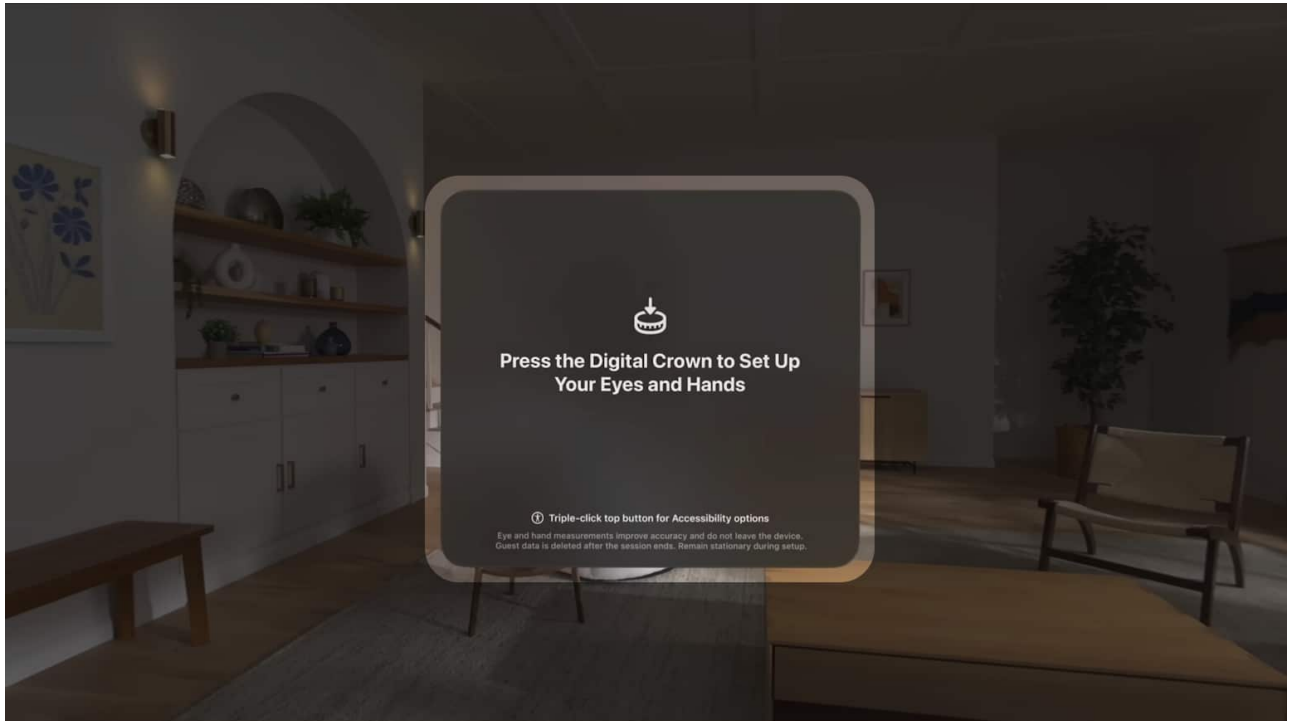 Press the Digital Crown to Set Up
Your Eyes and Hands
Triple-click top button for Accessibility options
Eye and hand measurements improve accuracy and do not leave the device.
Guest data is deleted after the session ends. Remain stationary during setup.